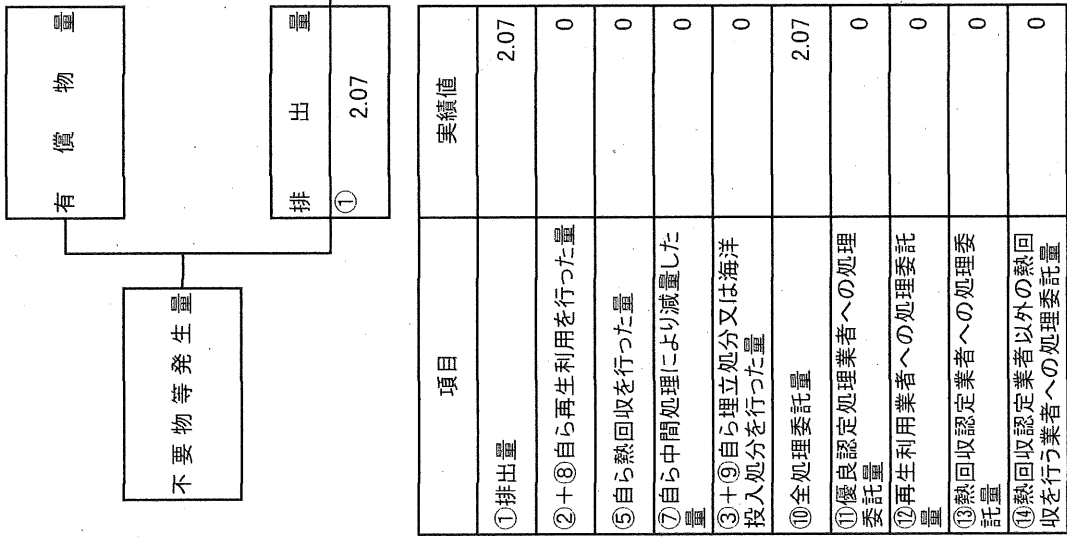 不要物等発生量
有償物量
排出量
①
2.07
項目
実績値
①排出量
2.07
②＋⑧自ら再生利用を行った量
0
⑤自ら熱回収を行った量
0
⑦自ら中間処理により減量した
量
0
③＋⑨自ら埋立処分又は海洋
投入処分を行った量
0
⑩全処理委託量
2.07
⑪優良認定処理業者への処理
委託量
0
⑫再生利用業者への処理委託
量
0
⑬熱回収認定業者への処理委
託量
0
⑭熱回収認定業者以外の熱回
収を行う業者への処理委託量
0